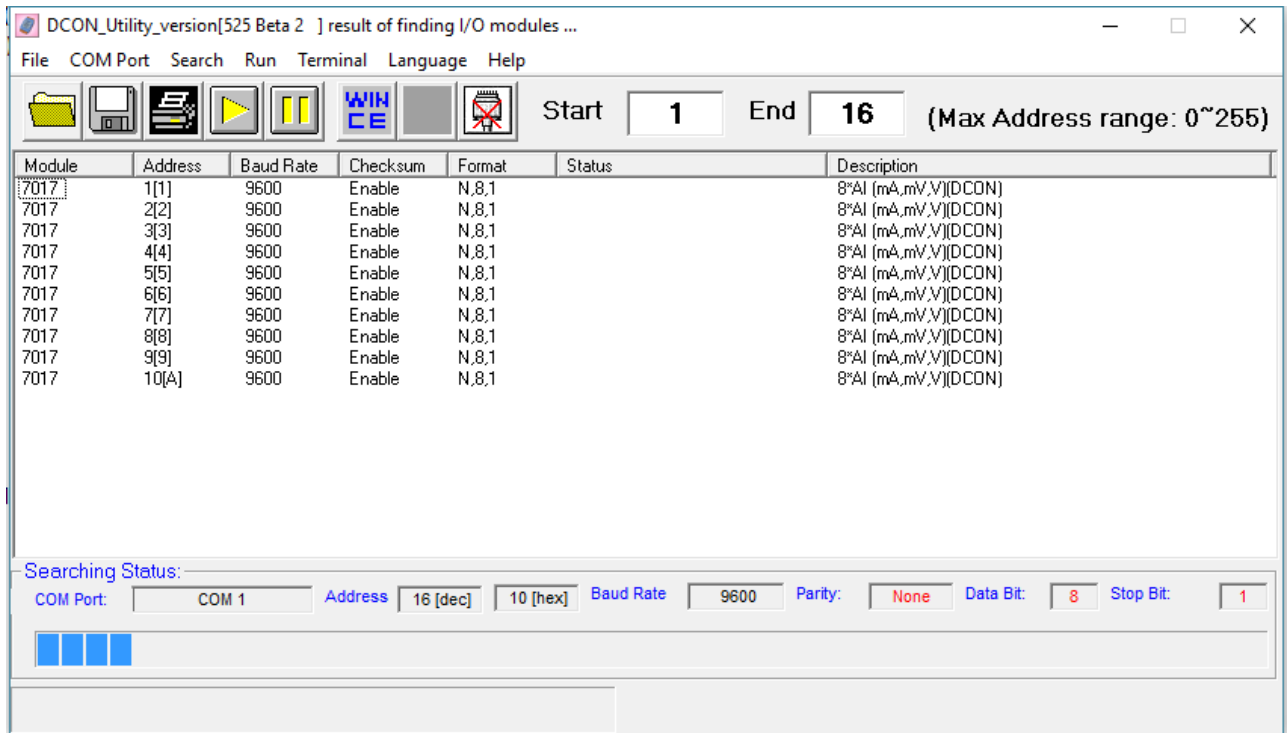 DCON_Utility_version[525 Beta 2 ] result of finding I/O modules ...
File COM Port Search Run Terminal Language Help
WIN CE Start 1 End 16 (Max Address range: 0~255)
Module Address Baud Rate Checksum Format Status Description
7017 1[1] 9600 Enable N,8,1 8*AI (mA,mV,V)(DCON)
7017 2[2] 9600 Enable N,8,1 8*AI (mA,mV,V)(DCON)
7017 3[3] 9600 Enable N,8,1 8*AI (mA,mV,V)(DCON)
7017 4[4] 9600 Enable N,8,1 8*AI (mA,mV,V)(DCON)
7017 5[5] 9600 Enable N,8,1 8*AI (mA,mV,V)(DCON)
7017 6[6] 9600 Enable N,8,1 8*AI (mA,mV,V)(DCON)
7017 7[7] 9600 Enable N,8,1 8*AI (mA,mV,V)(DCON)
7017 8[8] 9600 Enable N,8,1 8*AI (mA,mV,V)(DCON)
7017 9[9] 9600 Enable N,8,1 8*AI (mA,mV,V)(DCON)
7017 10[A] 9600 Enable N,8,1 8*AI (mA,mV,V)(DCON)
Searching Status:
COM Port: COM 1 Address 16 [dec] 10 [hex] Baud Rate 9600 Parity: None Data Bit: 8 Stop Bit: 1